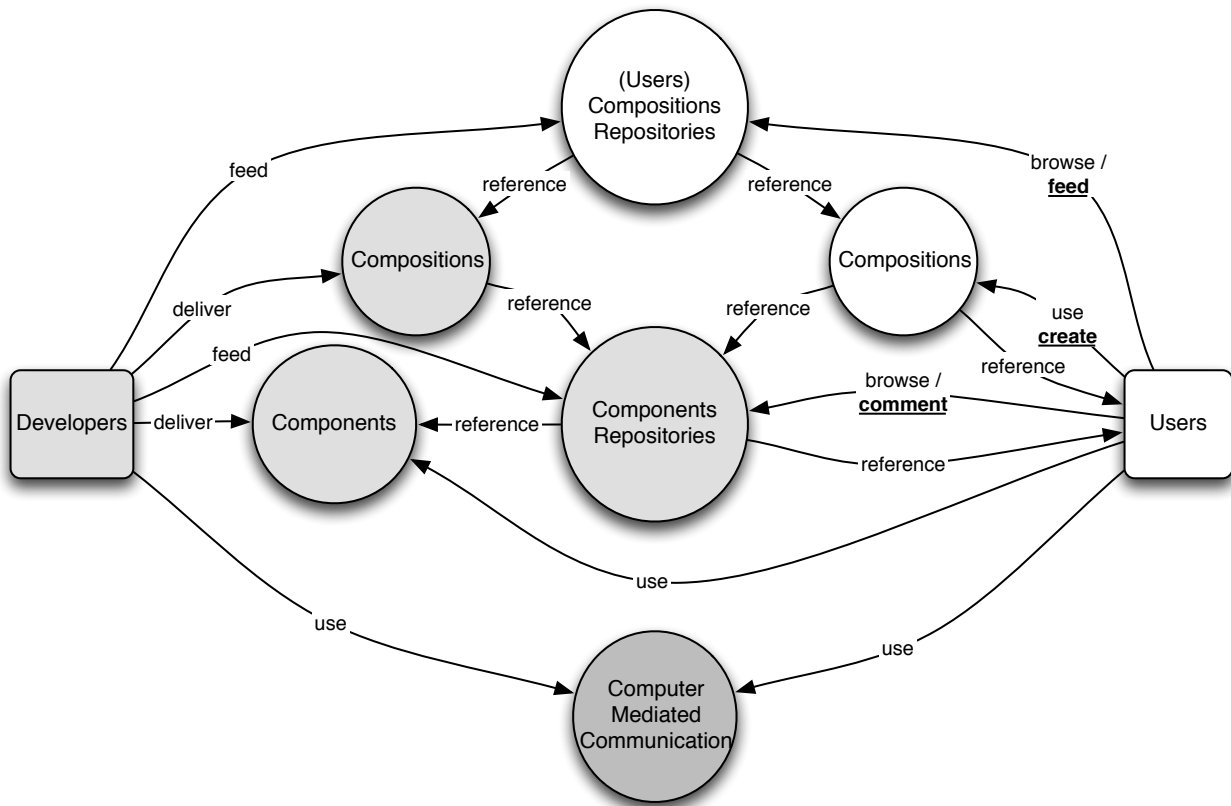 (Users)
Compositions
Repositories
feed
browse /
feed
reference
reference
Compositions
Compositions
deliver
reference
reference
use
create
feed
reference
browse /
comment
Developers
deliver
Components
reference
Components
Repositories
Users
reference
use
use
use
Computer
Mediated
Communication